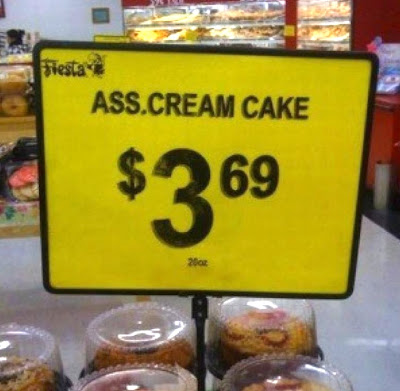 Fiesta
ASS.CREAM CAKE
$3 69
20oz